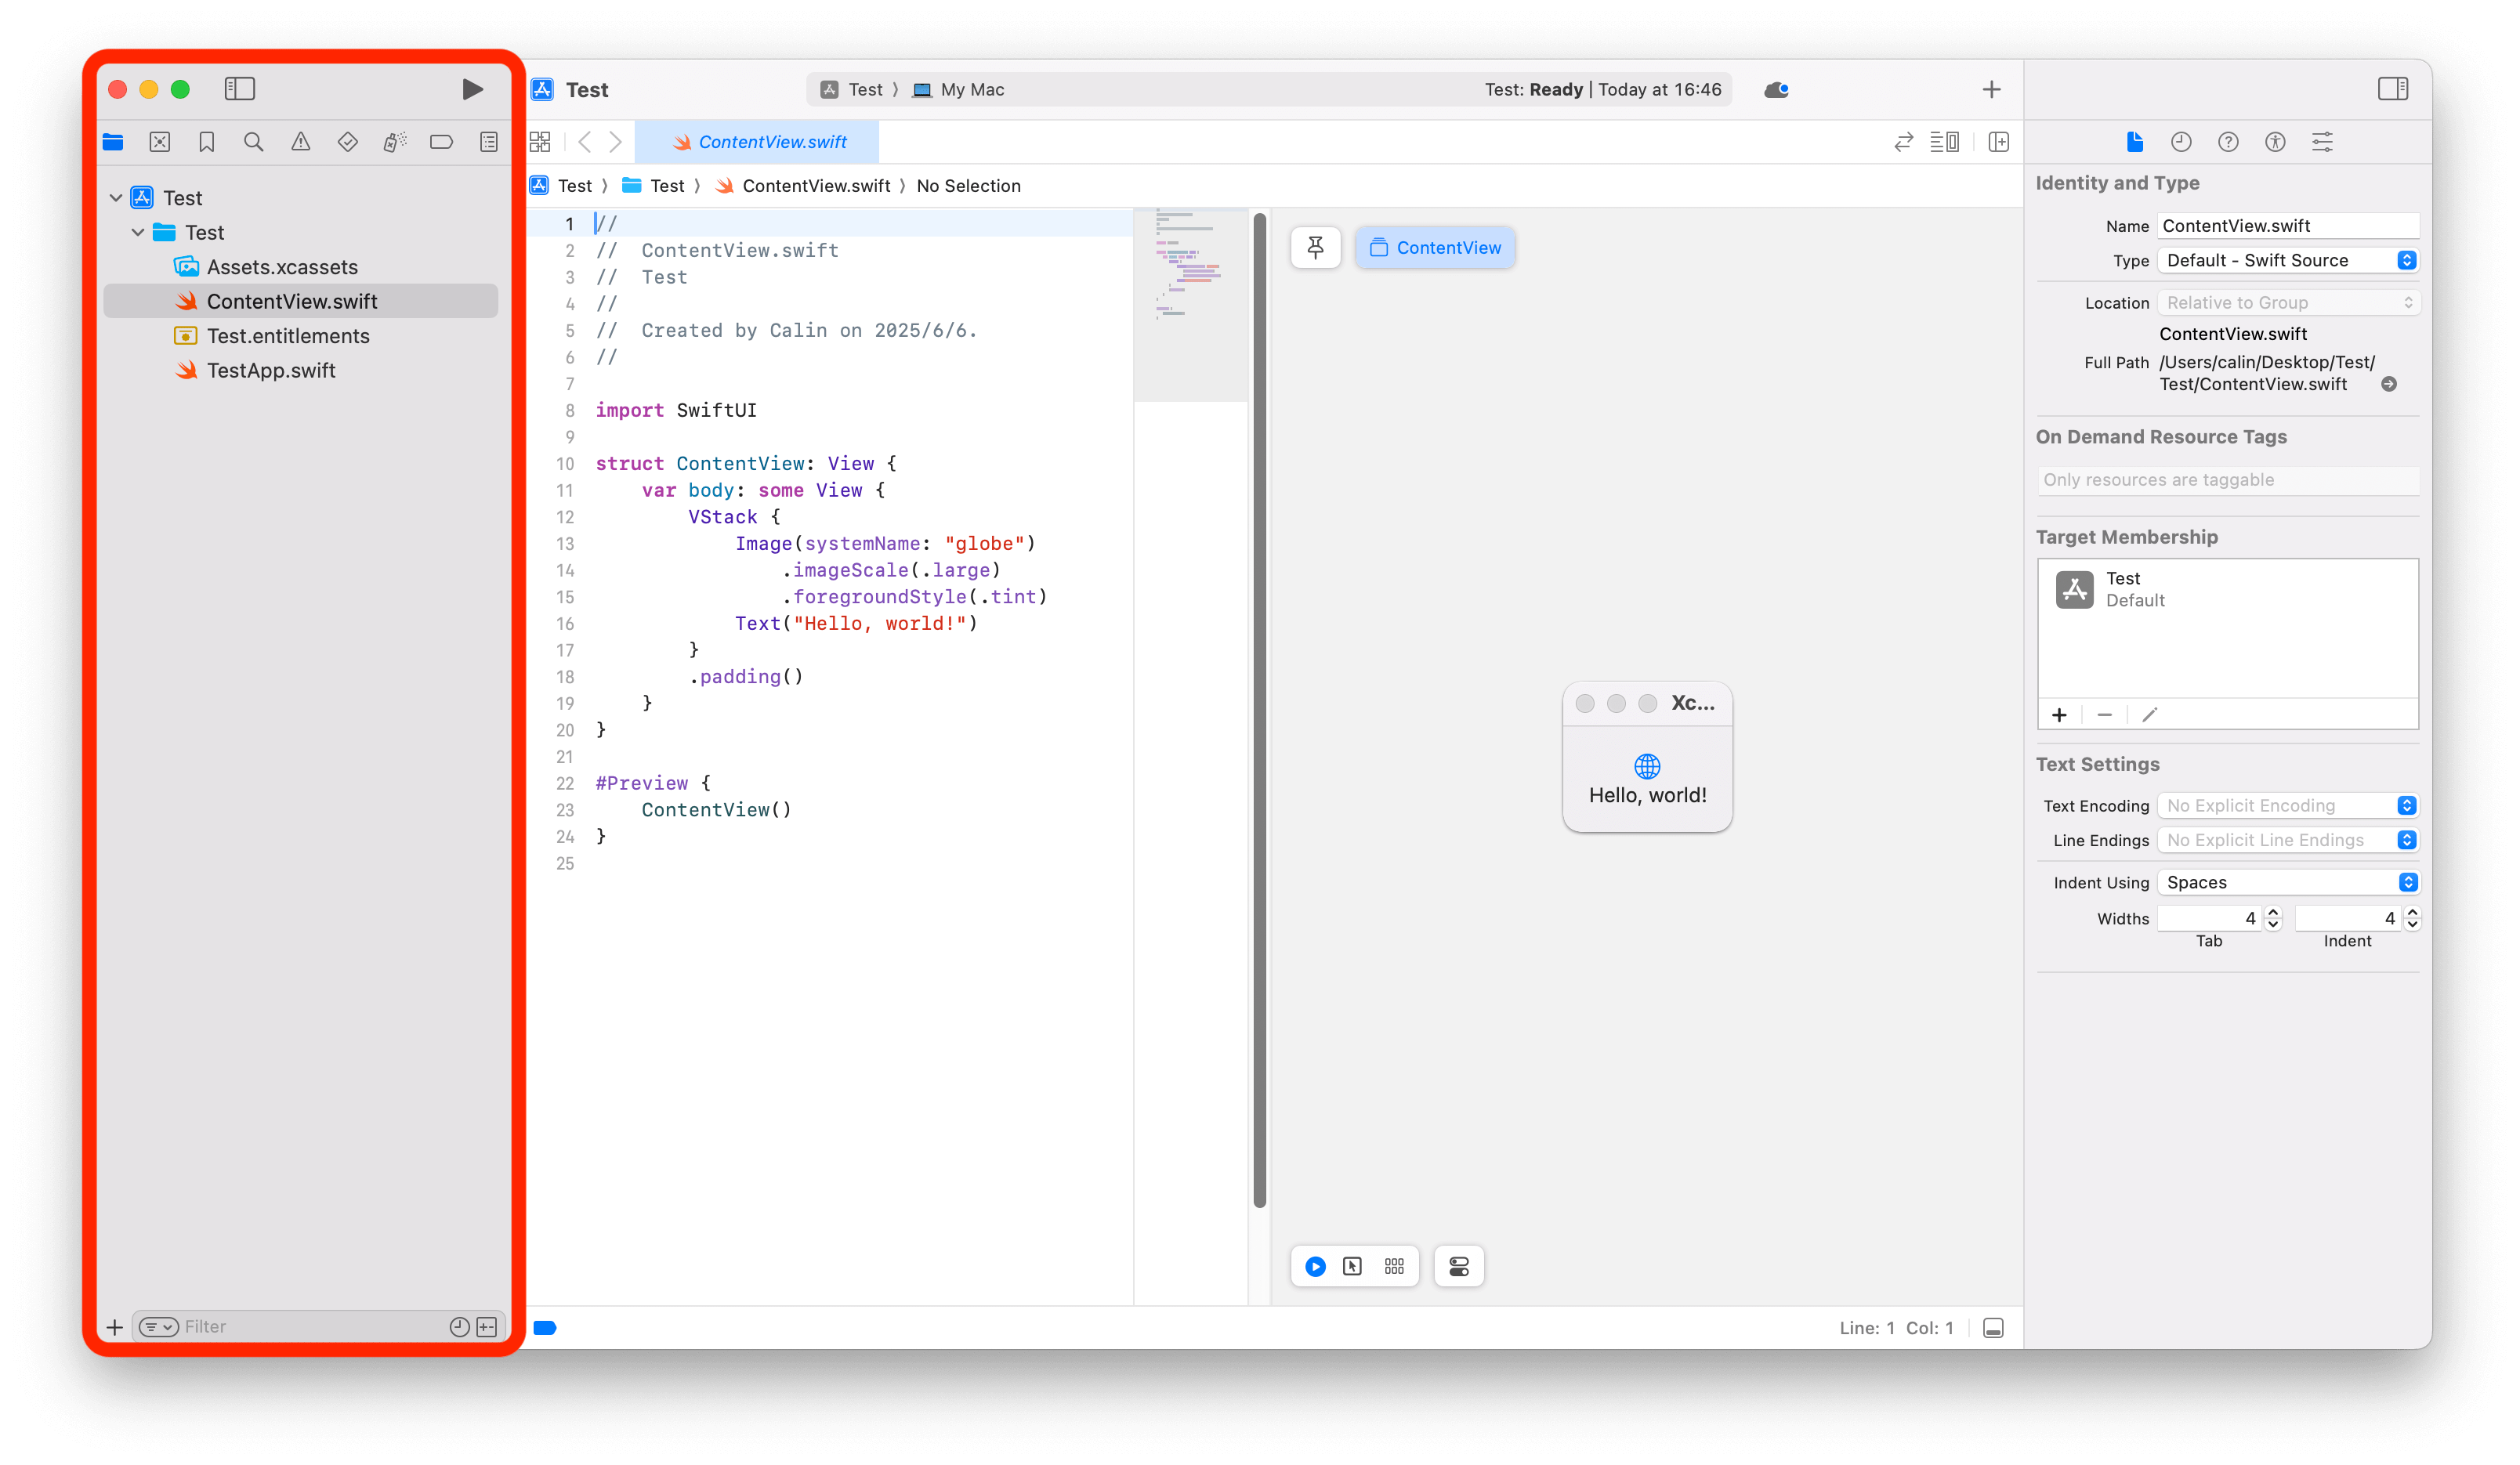 Test
Test
Assets.xcassets
ContentView.swift
Test.entitlements
TestApp.swift
Filter
Test
Test 〉 My Mac
Test: Ready | Today at 16:46
ContentView.swift
Test 〉 Test 〉 ContentView.swift 〉 No Selection
1 //
2 //  ContentView.swift
3 //  Test
4 //
5 //  Created by Calin on 2025/6/6.
6 //
7
8 import SwiftUI
9
10 struct ContentView: View {
11     var body: some View {
12         VStack {
13             Image(systemName: "globe")
14                 .imageScale(.large)
15                 .foregroundStyle(.tint)
16             Text("Hello, world!")
17         }
18         .padding()
19     }
20 }
21
22 #Preview {
23     ContentView()
24 }
25
ContentView
Xc...
Hello, world!
Line: 1 Col: 1
Identity and Type
Name ContentView.swift
Type Default - Swift Source
Location Relative to Group
ContentView.swift
Full Path /Users/calin/Desktop/Test/
Test/ContentView.swift
On Demand Resource Tags
Only resources are taggable
Target Membership
Test
Default
Text Settings
Text Encoding No Explicit Encoding
Line Endings No Explicit Line Endings
Indent Using Spaces
Widths 4 4
Tab Indent